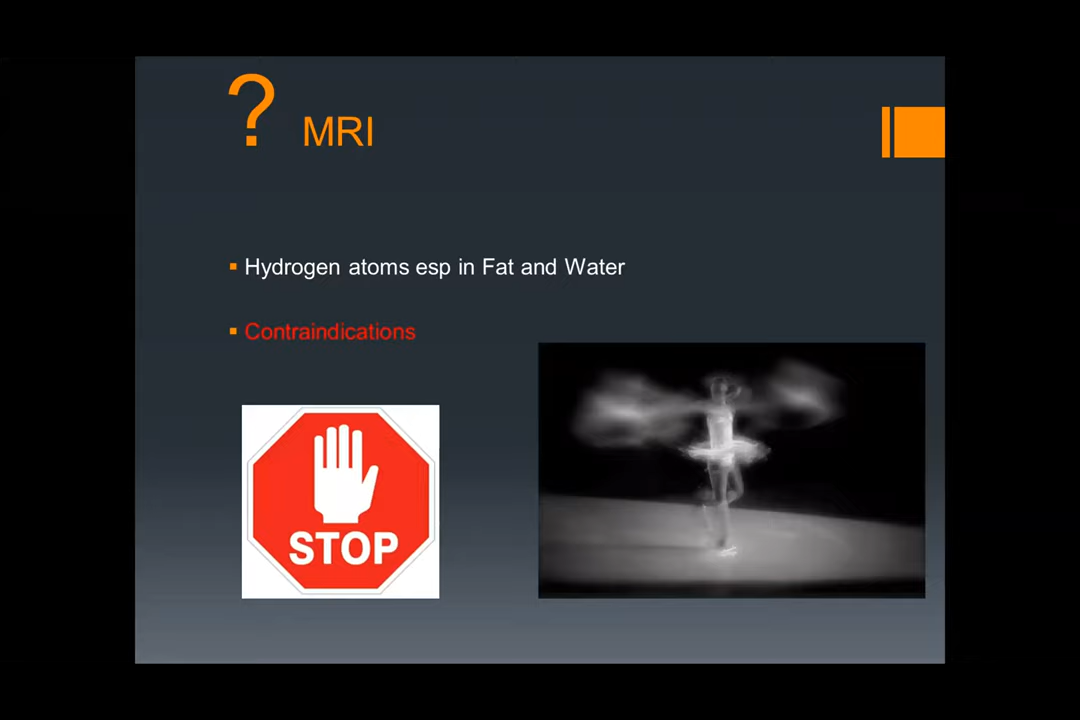 ? MRI
Hydrogen atoms esp in Fat and Water
Contraindications
STOP